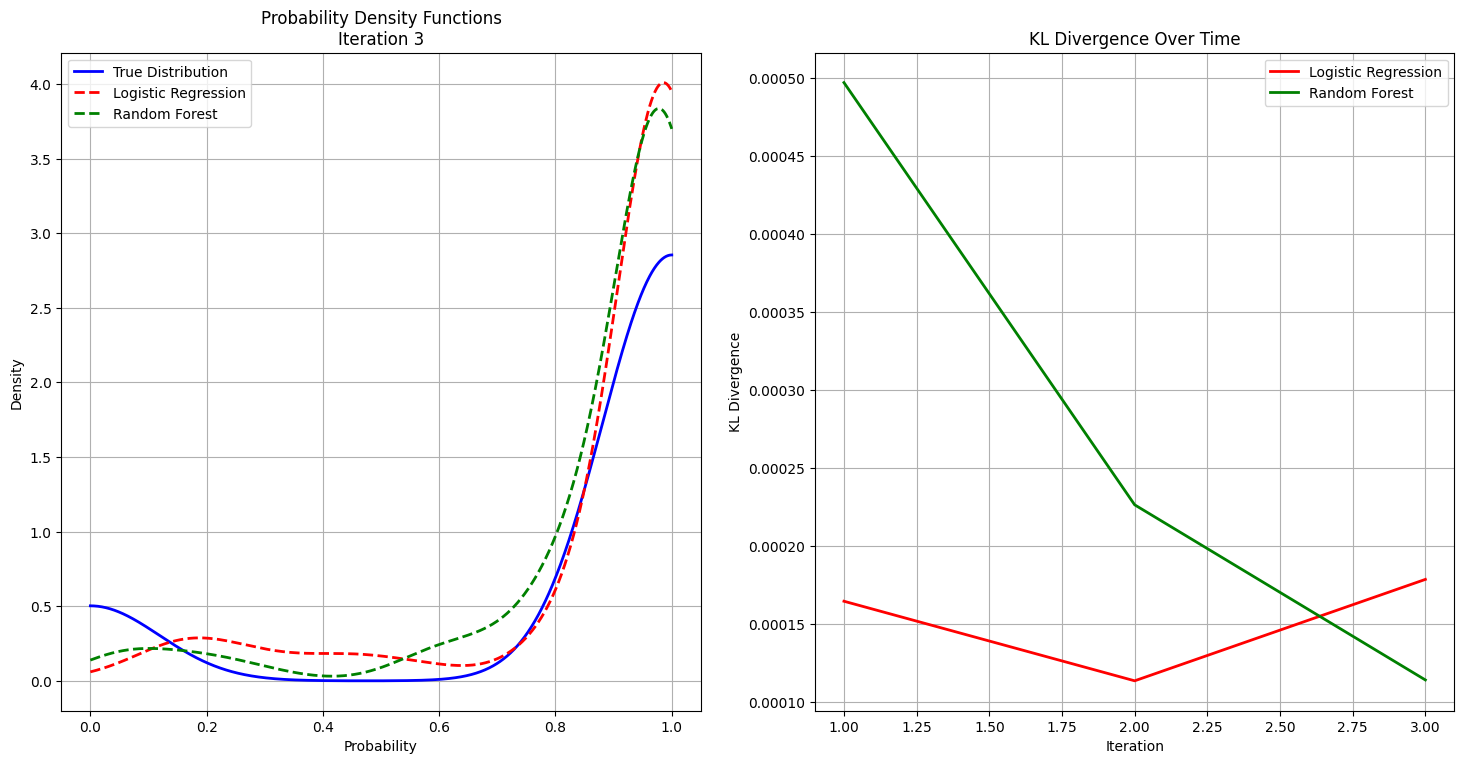 Probability Density Functions
Iteration 3
True Distribution
Logistic Regression
Random Forest
4.0
3.5
3.0
2.5
2.0
1.5
1.0
0.5
0.0
Density
0.0 0.2 0.4 0.6 0.8 1.0
Probability
KL Divergence Over Time
Logistic Regression
Random Forest
0.00050
0.00045
0.00040
0.00035
0.00030
0.00025
0.00020
0.00015
0.00010
KL Divergence
1.00 1.25 1.50 1.75 2.00 2.25 2.50 2.75 3.00
Iteration